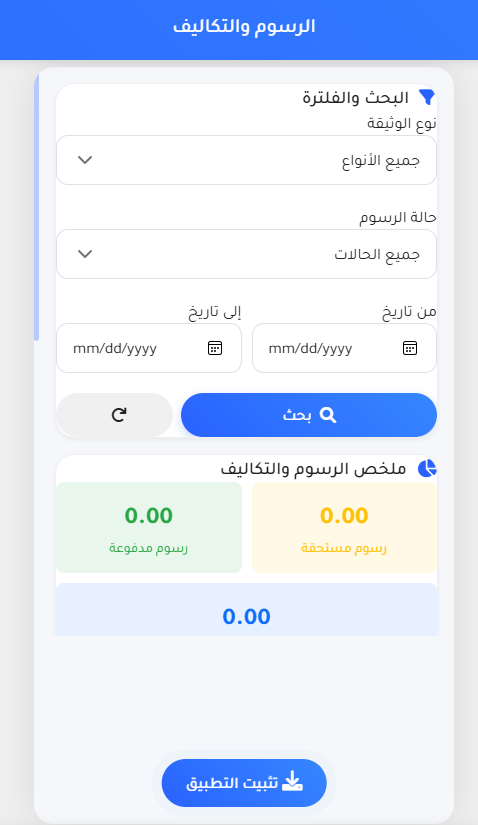 الرسوم والتكاليف
البحث والفلترة
نوع الوثيقة
جميع الأنواع
حالة الرسوم
جميع الحالات
من تاريخ
إلى تاريخ
mm/dd/yyyy
mm/dd/yyyy
بحث
ملخص الرسوم والتكاليف
0.00
0.00
رسوم مستحقة
رسوم مدفوعة
0.00
تثبيت التطبيق